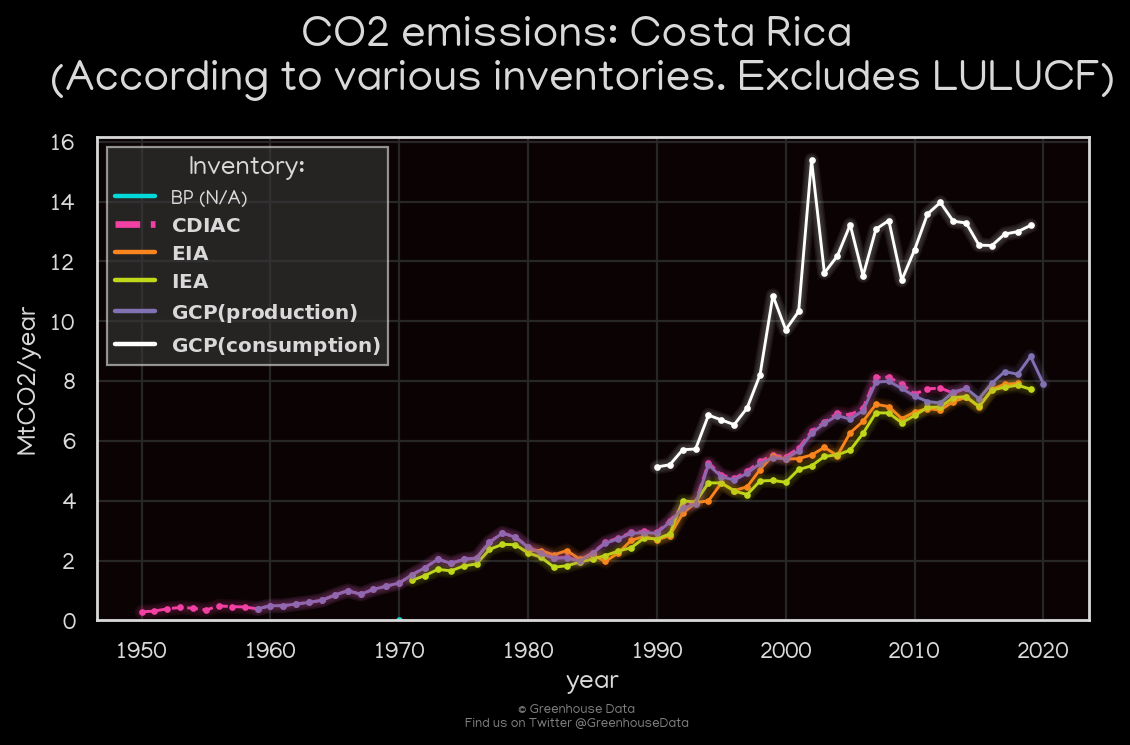 CO2 emissions: Costa Rica
(According to various inventories. Excludes LULUCF)
Inventory:
BP (N/A)
CDIAC
EIA
IEA
GCP(production)
GCP(consumption)
MtCO2/year
16
14
12
10
8
6
4
2
0
1950 1960 1970 1980 1990 2000 2010 2020
year
© Greenhouse Data
Find us on Twitter @GreenhouseData